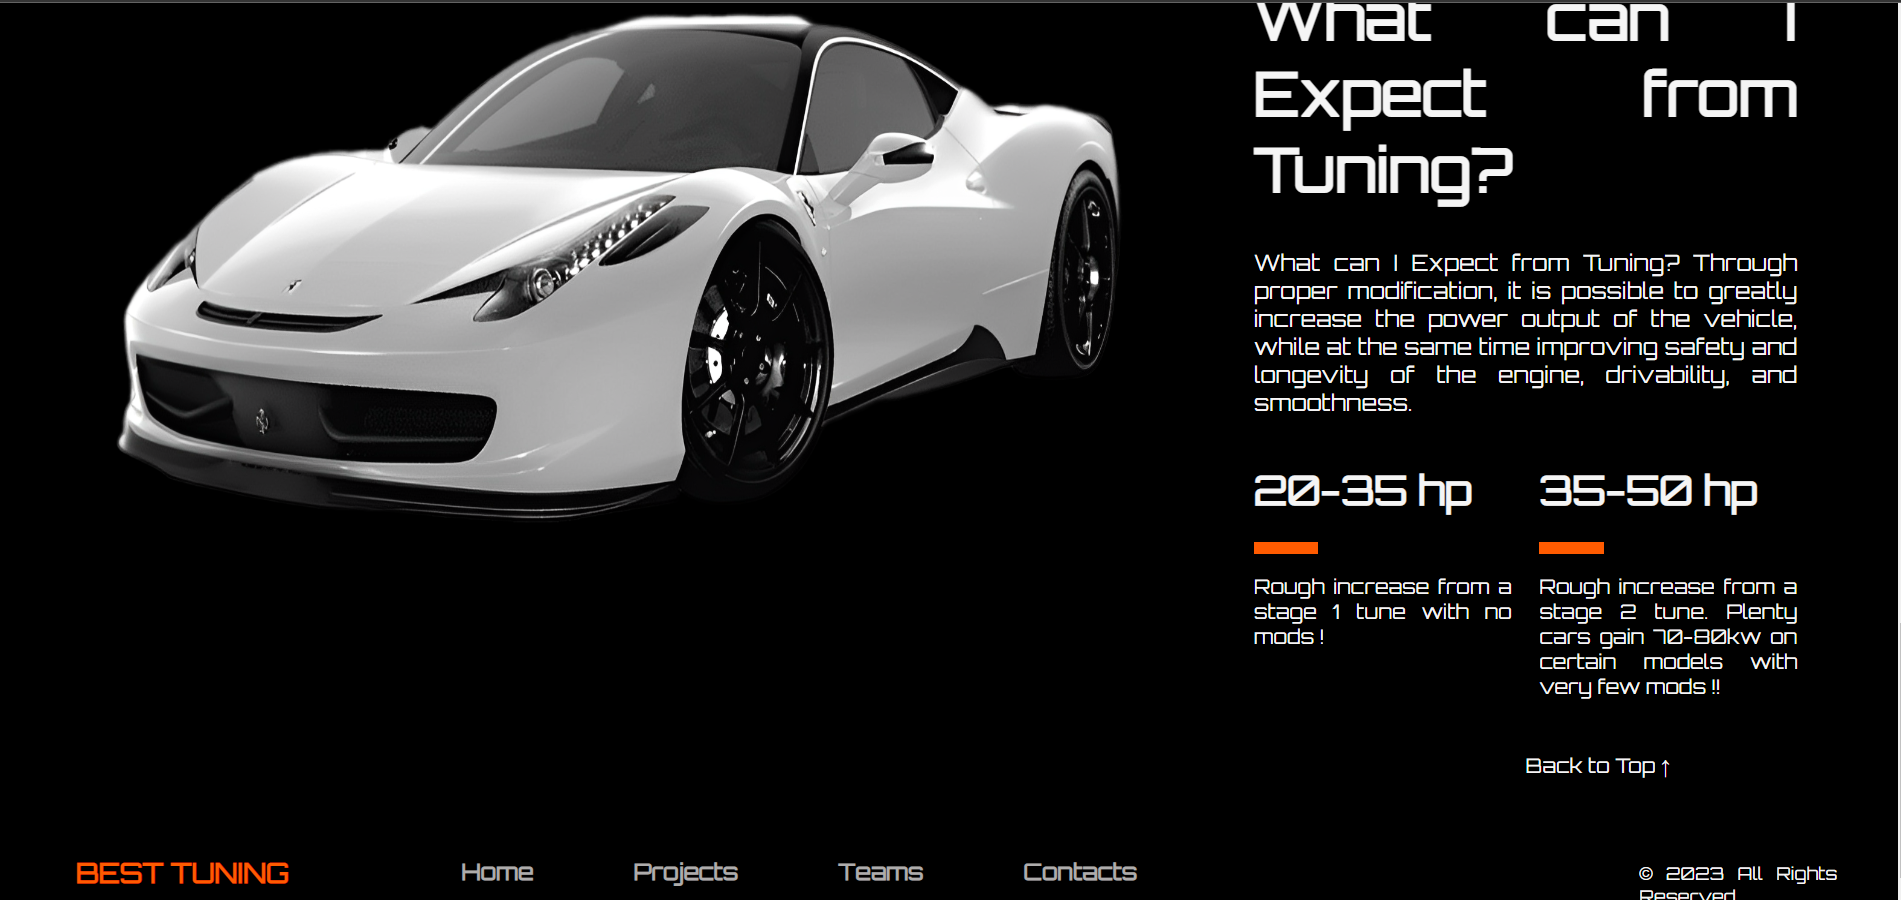 What can I
Expect from
Tuning?
What can I Expect from Tuning? Through
proper modification, it is possible to greatly
increase the power output of the vehicle,
while at the same time improving safety and
longevity of the engine, drivability, and
smoothness.
20-35 hp
Rough increase from a
stage 1 tune with no
mods !
35-50 hp
Rough increase from a
stage 2 tune. Plenty
cars gain 70-80kw on
certain models with
very few mods !!
Back to Top ↑
BEST TUNING
Home
Projects
Teams
Contacts
© 2023 All Rights
Reserved